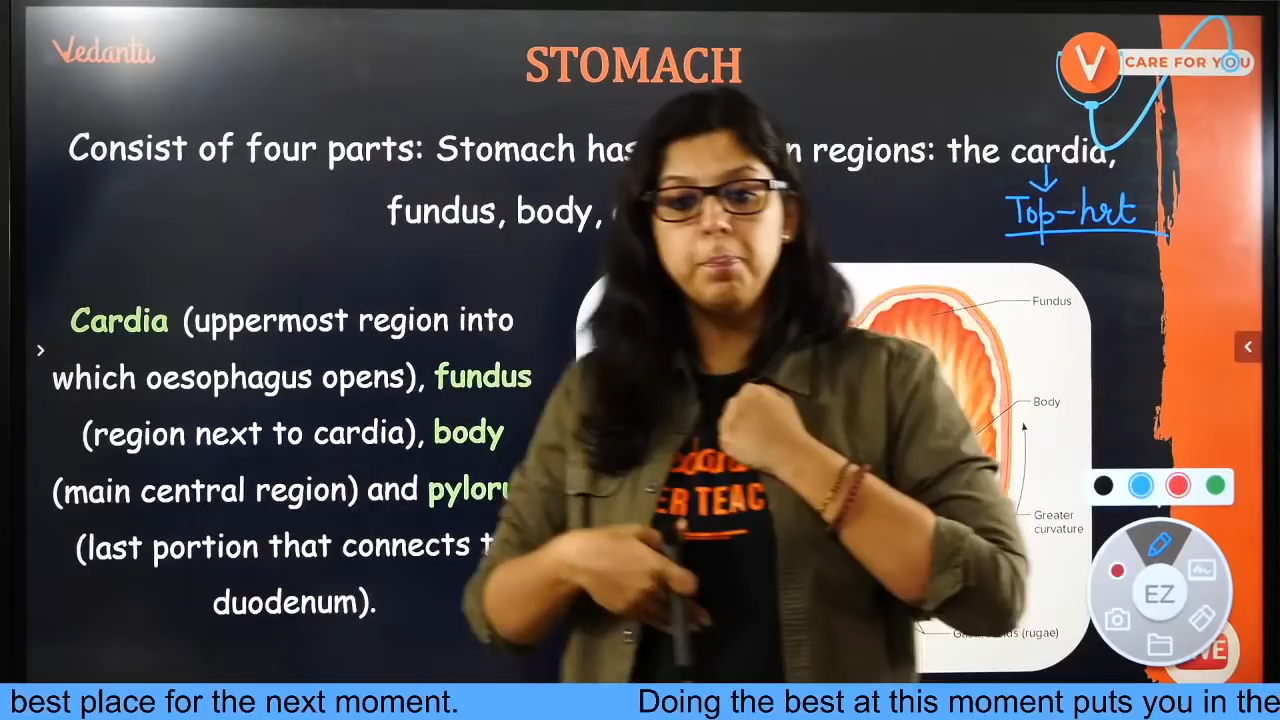 Vedantu
STOMACH
V CARE FOR YOU
Consist of four parts: Stomach has n regions: the cardia,
fundus, body,
Top-hrt
Cardia (uppermost region into
which oesophagus opens), fundus
(region next to cardia), body
(main central region) and pyloru
(last portion that connects t
duodenum).
Fundus
Body
Greater
curvature
(rugae)
ER TEAC
EZ
best place for the next moment. Doing the best at this moment puts you in the